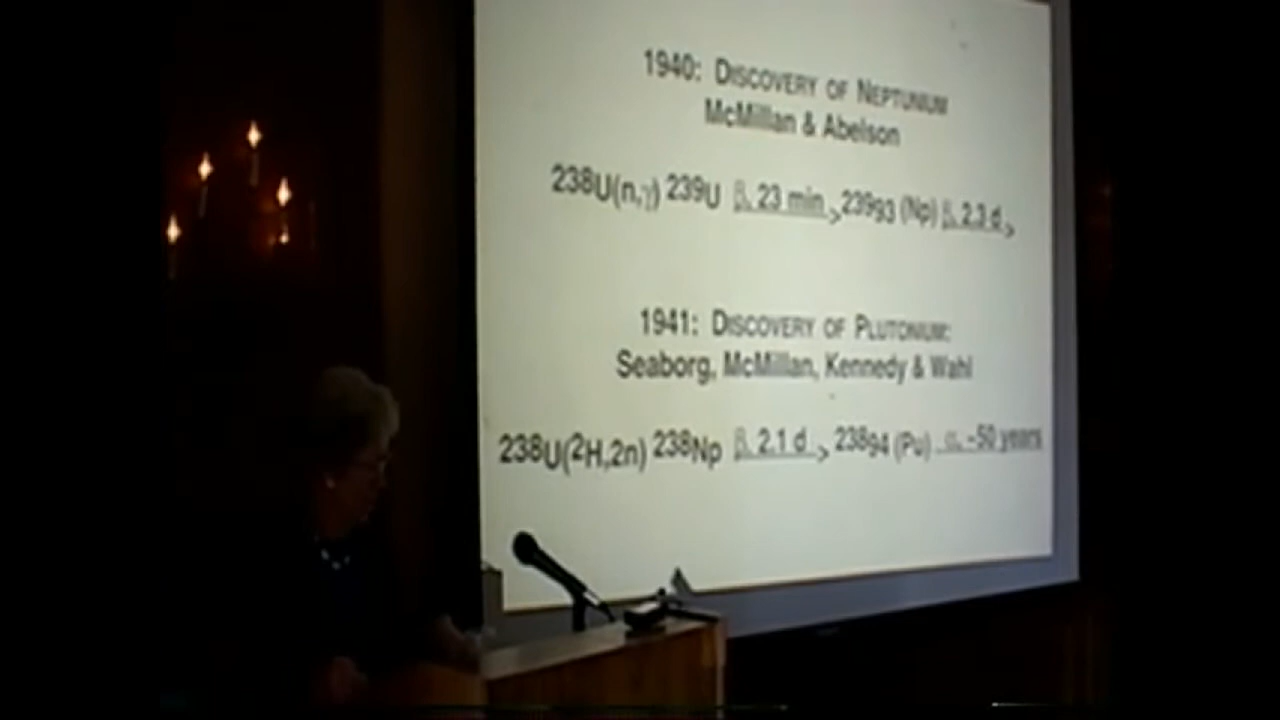 1940: DISCOVERY OF NEPTUNIUM
McMillan & Abelson
238U(n,γ) 239U β, 23 min > 23993 (Np) β, 2.3 d >
1941: DISCOVERY OF PLUTONIUM:
Seaborg, McMillan, Kennedy & Wahl
238U(2H,2n) 238Np β, 2.1 d > 23894 (Pu) α, ~50 years